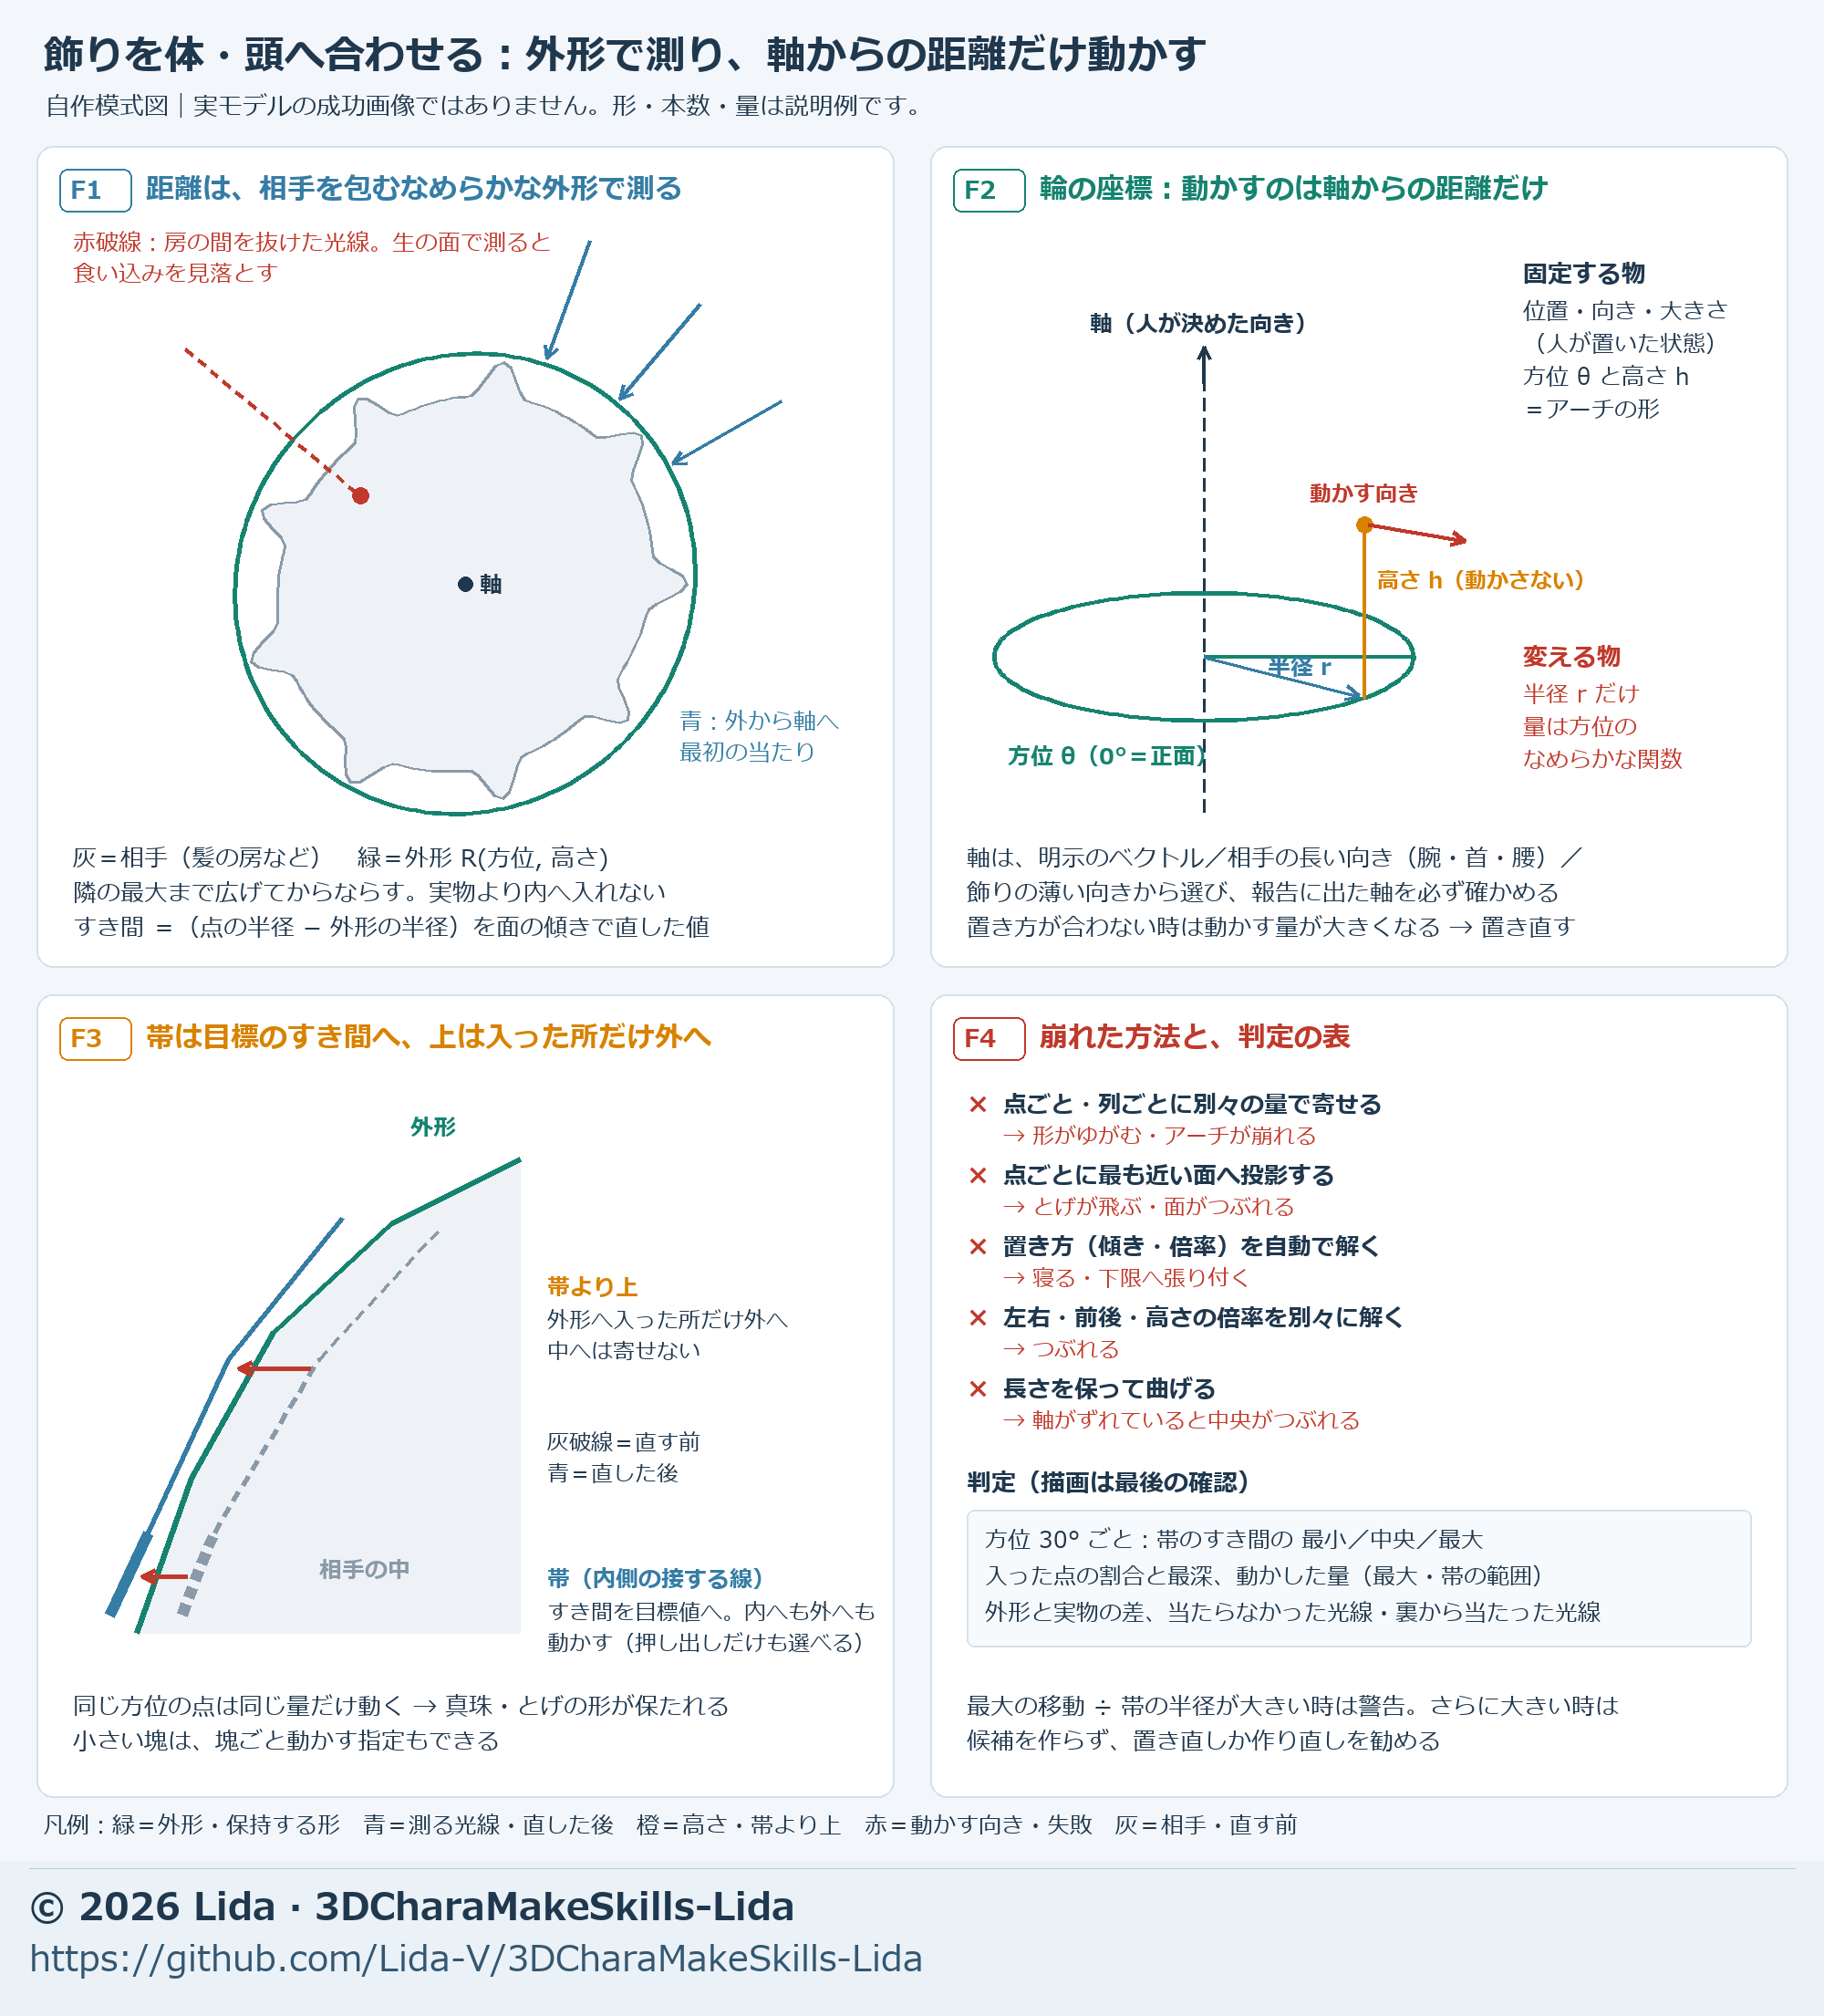 飾りを体・頭へ合わせる：外形で測り、軸からの距離だけ動かす
自作模式図｜実モデルの成功画像ではありません。形・本数・量は説明例です。
F1 距離は、相手を包むなめらかな外形で測る
赤破線：房の間を抜けた光線。生の面で測ると
食い込みを見落とす
軸
青：外から軸へ
最初の当たり
灰＝相手（髪の房など）　緑＝外形 R(方位, 高さ)
隣の最大まで広げてからならす。実物より内へ入れない
すき間 ＝（点の半径 − 外形の半径）を面の傾きで直した値
F2 輪の座標：動かすのは軸からの距離だけ
固定する物
位置・向き・大きさ
（人が置いた状態）
方位 θ と高さ h
＝アーチの形
軸（人が決めた向き）
動かす向き
高さ h（動かさない）
半径 r
変える物
半径 r だけ
量は方位の
なめらかな関数
方位 θ（0°＝正面）
軸は、明示のベクトル／相手の長い向き（腕・首・腰）／
飾りの薄い向きから選び、報告に出た軸を必ず確かめる
置き方が合わない時は動かす量が大きくなる → 置き直す
F3 帯は目標のすき間へ、上は入った所だけ外へ
外形
帯より上
外形へ入った所だけ外へ
中へは寄せない
灰破線＝直す前
青＝直した後
相手の中
帯（内側の接する線）
すき間を目標値へ。内へも外へも
動かす（押し出しだけも選べる）
同じ方位の点は同じ量だけ動く → 真珠・とげの形が保たれる
小さい塊は、塊ごと動かす指定もできる
F4 崩れた方法と、判定の表
× 点ごと・列ごとに別々の量で寄せる
→ 形がゆがむ・アーチが崩れる
× 点ごとに最も近い面へ投影する
→ とげが飛ぶ・面がつぶれる
× 置き方（傾き・倍率）を自動で解く
→ 寝る・下限へ張り付く
× 左右・前後・高さの倍率を別々に解く
→ つぶれる
× 長さを保って曲げる
→ 軸がずれていると中央がつぶれる
判定（描画は最後の確認）
方位 30° ごと：帯のすき間の 最小／中央／最大
入った点の割合と最深、動かした量（最大・帯の範囲）
外形と実物の差、当たらなかった光線・裏から当たった光線
最大の移動 ÷ 帯の半径が大きい時は警告。さらに大きい時は
候補を作らず、置き直しか作り直しを勧める
凡例：緑＝外形・保持する形　青＝測る光線・直した後　橙＝高さ・帯より上　赤＝動かす向き・失敗　灰＝相手・直す前
© 2026 Lida · 3DCharaMakeSkills-Lida
https://github.com/Lida-V/3DCharaMakeSkills-Lida